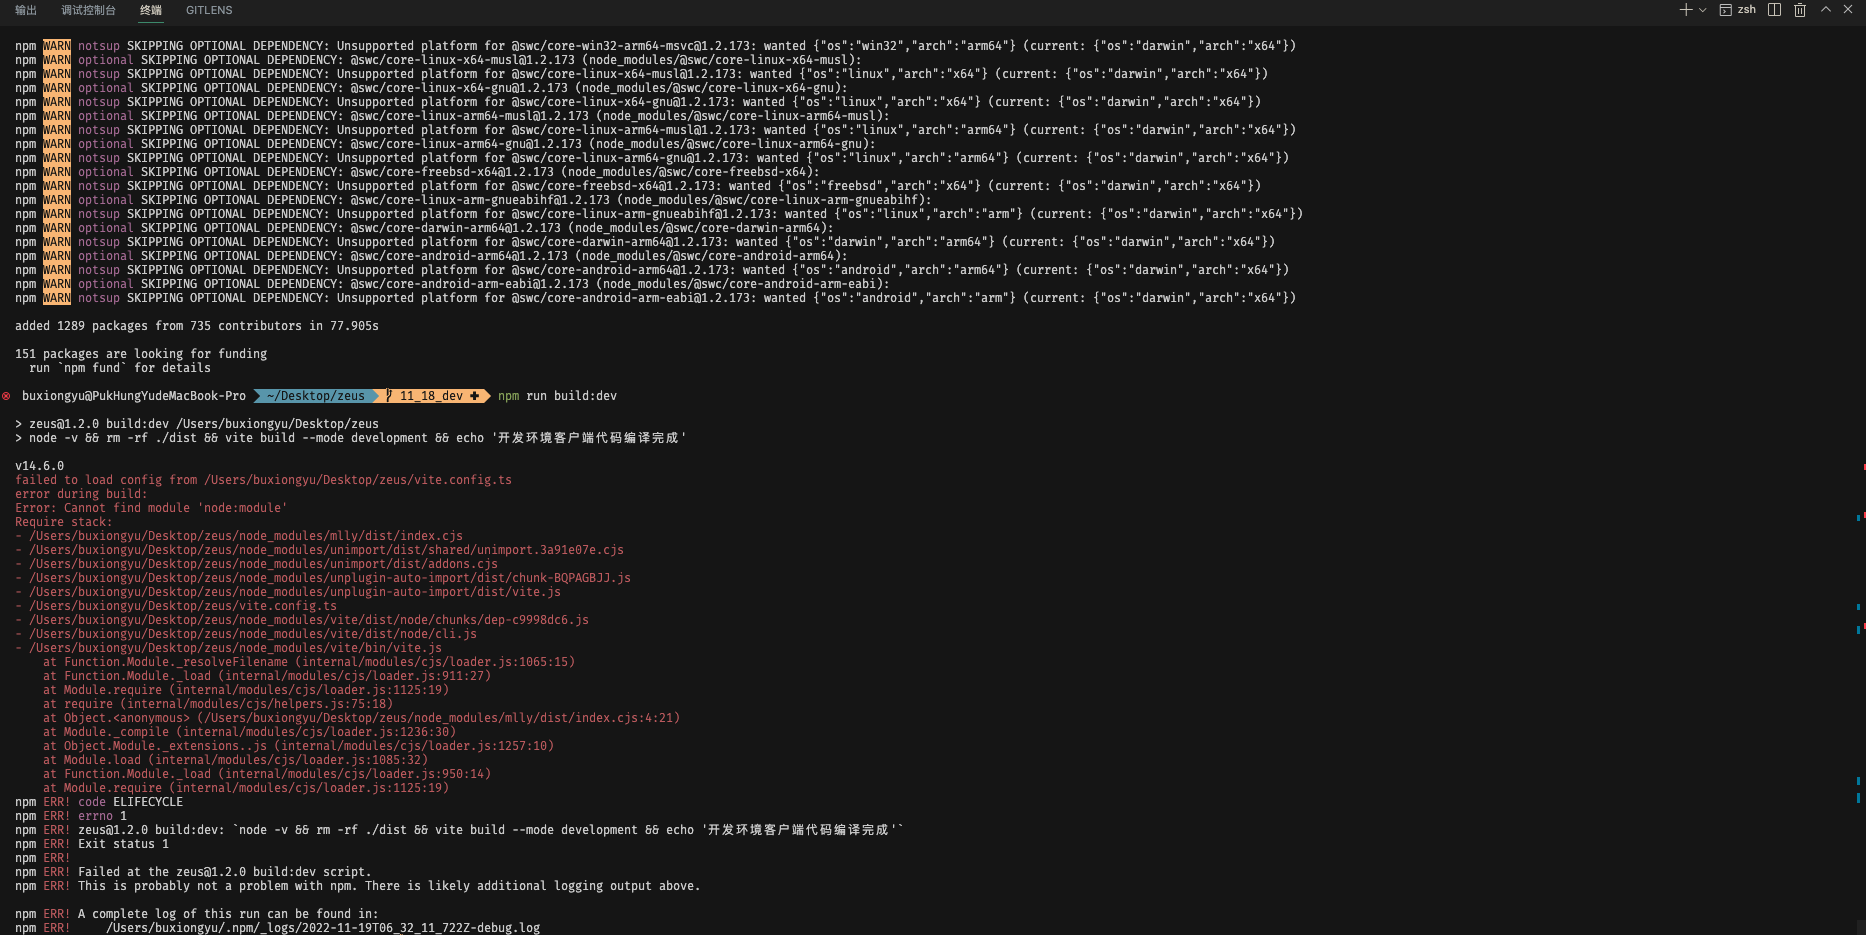 输出 调试控制台 终端 GITLENS zsh
npm WARN notsup SKIPPING OPTIONAL DEPENDENCY: Unsupported platform for @swc/core-win32-arm64-msvc@1.2.173: wanted {"os":"win32","arch":"arm64"} (current: {"os":"darwin","arch":"x64"})
npm WARN optional SKIPPING OPTIONAL DEPENDENCY: @swc/core-linux-x64-musl@1.2.173 (node_modules/@swc/core-linux-x64-musl):
npm WARN notsup SKIPPING OPTIONAL DEPENDENCY: Unsupported platform for @swc/core-linux-x64-musl@1.2.173: wanted {"os":"linux","arch":"x64"} (current: {"os":"darwin","arch":"x64"})
npm WARN optional SKIPPING OPTIONAL DEPENDENCY: @swc/core-linux-x64-gnu@1.2.173 (node_modules/@swc/core-linux-x64-gnu):
npm WARN notsup SKIPPING OPTIONAL DEPENDENCY: Unsupported platform for @swc/core-linux-x64-gnu@1.2.173: wanted {"os":"linux","arch":"x64"} (current: {"os":"darwin","arch":"x64"})
npm WARN optional SKIPPING OPTIONAL DEPENDENCY: @swc/core-linux-arm64-musl@1.2.173 (node_modules/@swc/core-linux-arm64-musl):
npm WARN notsup SKIPPING OPTIONAL DEPENDENCY: Unsupported platform for @swc/core-linux-arm64-musl@1.2.173: wanted {"os":"linux","arch":"arm64"} (current: {"os":"darwin","arch":"x64"})
npm WARN optional SKIPPING OPTIONAL DEPENDENCY: @swc/core-linux-arm64-gnu@1.2.173 (node_modules/@swc/core-linux-arm64-gnu):
npm WARN notsup SKIPPING OPTIONAL DEPENDENCY: Unsupported platform for @swc/core-linux-arm64-gnu@1.2.173: wanted {"os":"linux","arch":"arm64"} (current: {"os":"darwin","arch":"x64"})
npm WARN optional SKIPPING OPTIONAL DEPENDENCY: @swc/core-freebsd-x64@1.2.173 (node_modules/@swc/core-freebsd-x64):
npm WARN notsup SKIPPING OPTIONAL DEPENDENCY: Unsupported platform for @swc/core-freebsd-x64@1.2.173: wanted {"os":"freebsd","arch":"x64"} (current: {"os":"darwin","arch":"x64"})
npm WARN optional SKIPPING OPTIONAL DEPENDENCY: @swc/core-linux-arm-gnueabihf@1.2.173 (node_modules/@swc/core-linux-arm-gnueabihf):
npm WARN notsup SKIPPING OPTIONAL DEPENDENCY: Unsupported platform for @swc/core-linux-arm-gnueabihf@1.2.173: wanted {"os":"linux","arch":"arm"} (current: {"os":"darwin","arch":"x64"})
npm WARN optional SKIPPING OPTIONAL DEPENDENCY: @swc/core-darwin-arm64@1.2.173 (node_modules/@swc/core-darwin-arm64):
npm WARN notsup SKIPPING OPTIONAL DEPENDENCY: Unsupported platform for @swc/core-darwin-arm64@1.2.173: wanted {"os":"darwin","arch":"arm64"} (current: {"os":"darwin","arch":"x64"})
npm WARN optional SKIPPING OPTIONAL DEPENDENCY: @swc/core-android-arm64@1.2.173 (node_modules/@swc/core-android-arm64):
npm WARN notsup SKIPPING OPTIONAL DEPENDENCY: Unsupported platform for @swc/core-android-arm64@1.2.173: wanted {"os":"android","arch":"arm64"} (current: {"os":"darwin","arch":"x64"})
npm WARN optional SKIPPING OPTIONAL DEPENDENCY: @swc/core-android-arm-eabi@1.2.173 (node_modules/@swc/core-android-arm-eabi):
npm WARN notsup SKIPPING OPTIONAL DEPENDENCY: Unsupported platform for @swc/core-android-arm-eabi@1.2.173: wanted {"os":"android","arch":"arm"} (current: {"os":"darwin","arch":"x64"})
added 1289 packages from 735 contributors in 77.905s
151 packages are looking for funding
run `npm fund` for details
buxiongyu@PukHungYudeMacBook-Pro ~/Desktop/zeus 11_18_dev ✚ npm run build:dev
> zeus@1.2.0 build:dev /Users/buxiongyu/Desktop/zeus
> node -v && rm -rf ./dist && vite build --mode development && echo '开发环境客户端代码编译完成'
v14.6.0
failed to load config from /Users/buxiongyu/Desktop/zeus/vite.config.ts
error during build:
Error: Cannot find module 'node:module'
Require stack:
- /Users/buxiongyu/Desktop/zeus/node_modules/mlly/dist/index.cjs
- /Users/buxiongyu/Desktop/zeus/node_modules/unimport/dist/shared/unimport.3a91e07e.cjs
- /Users/buxiongyu/Desktop/zeus/node_modules/unimport/dist/addons.cjs
- /Users/buxiongyu/Desktop/zeus/node_modules/unplugin-auto-import/dist/chunk-BQPAGBJJ.js
- /Users/buxiongyu/Desktop/zeus/node_modules/unplugin-auto-import/dist/vite.js
- /Users/buxiongyu/Desktop/zeus/vite.config.ts
- /Users/buxiongyu/Desktop/zeus/node_modules/vite/dist/node/chunks/dep-c9998dc6.js
- /Users/buxiongyu/Desktop/zeus/node_modules/vite/dist/node/cli.js
- /Users/buxiongyu/Desktop/zeus/node_modules/vite/bin/vite.js
at Function.Module._resolveFilename (internal/modules/cjs/loader.js:1065:15)
at Function.Module._load (internal/modules/cjs/loader.js:911:27)
at Module.require (internal/modules/cjs/loader.js:1125:19)
at require (internal/modules/cjs/helpers.js:75:18)
at Object.<anonymous> (/Users/buxiongyu/Desktop/zeus/node_modules/mlly/dist/index.cjs:4:21)
at Module._compile (internal/modules/cjs/loader.js:1236:30)
at Object.Module._extensions..js (internal/modules/cjs/loader.js:1257:10)
at Module.load (internal/modules/cjs/loader.js:1085:32)
at Function.Module._load (internal/modules/cjs/loader.js:950:14)
at Module.require (internal/modules/cjs/loader.js:1125:19)
npm ERR! code ELIFECYCLE
npm ERR! errno 1
npm ERR! zeus@1.2.0 build:dev: `node -v && rm -rf ./dist && vite build --mode development && echo '开发环境客户端代码编译完成'`
npm ERR! Exit status 1
npm ERR!
npm ERR! Failed at the zeus@1.2.0 build:dev script.
npm ERR! This is probably not a problem with npm. There is likely additional logging output above.
npm ERR! A complete log of this run can be found in:
npm ERR! /Users/buxiongyu/.npm/_logs/2022-11-19T06_32_11_722Z-debug.log